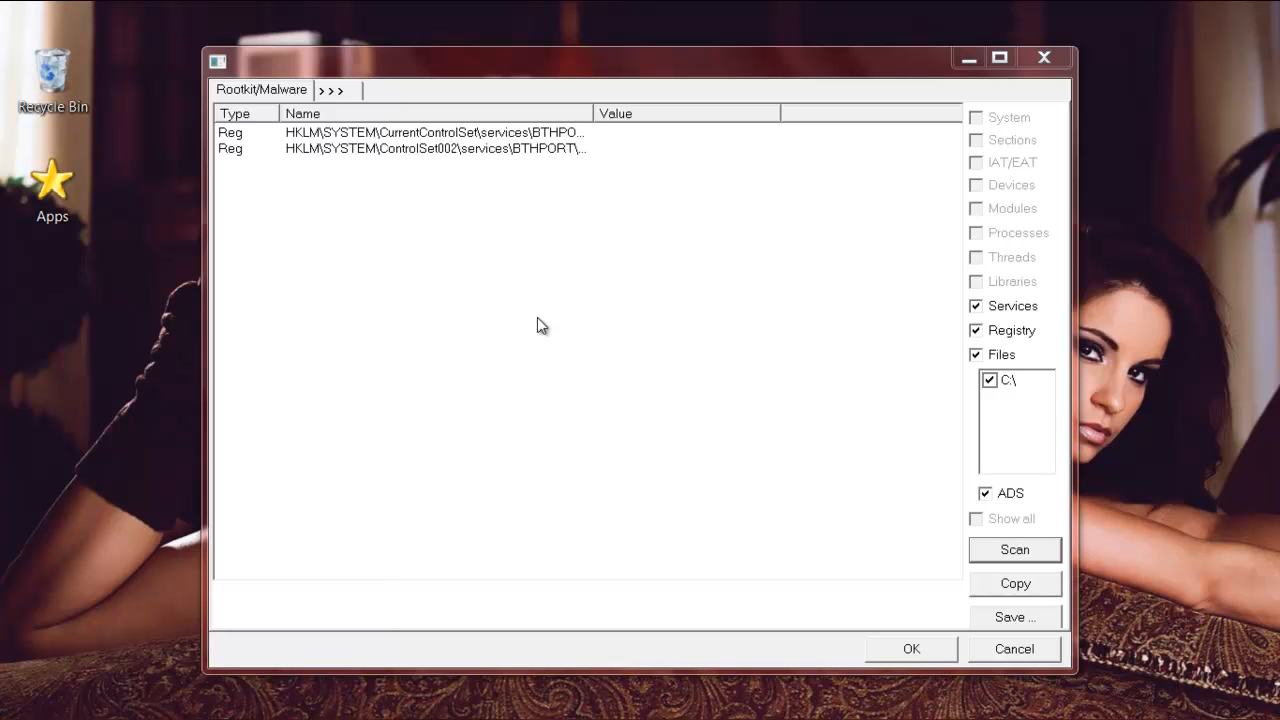 Recycle Bin
Apps
Rootkit/Malware
> > >
Type Name Value
Reg HKLM\SYSTEM\CurrentControlSet\services\BTHPO...
Reg HKLM\SYSTEM\ControlSet002\services\BTHPORT\...
System
Sections
IAT/EAT
Devices
Modules
Processes
Threads
Libraries
Services
Registry
Files
C:\
ADS
Show all
Scan
Copy
Save ...
OK Cancel